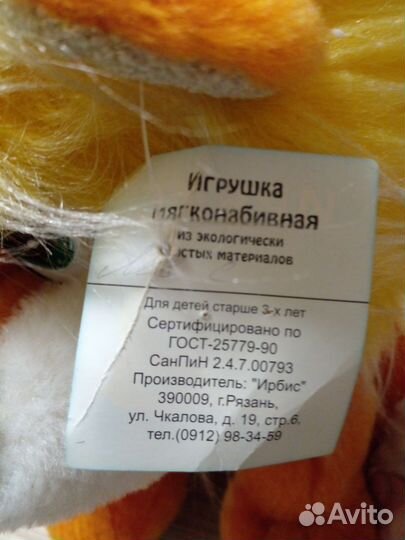 ИГРУШКА
мягконабивная
из экологически
чистых материалов
Для детей старше 3-х лет
Сертифицировано по
ГОСТ-25779-90
СанПиН 2.4.7.00793
Производитель: "Ирбис"
390009, г.Рязань,
ул. Чкалова, д. 19, стр.6,
тел.(0912) 98-34-59
Avito